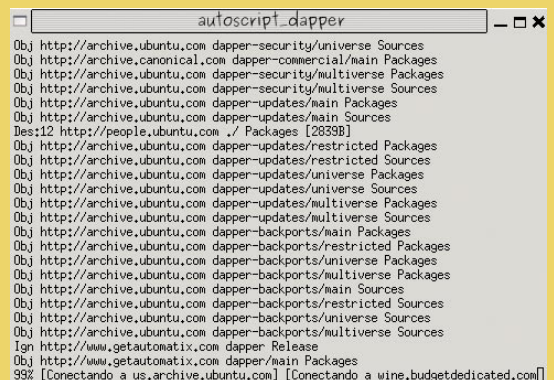 autoscript_dapper
Obj http://archive.ubuntu.com dapper-security/universe Sources
Obj http://archive.canonical.com dapper-commercial/main Packages
Obj http://archive.ubuntu.com dapper-security/multiverse Packages
Obj http://archive.ubuntu.com dapper-security/multiverse Sources
Obj http://archive.ubuntu.com dapper-updates/main Packages
Obj http://archive.ubuntu.com dapper-updates/main Sources
Des:12 http://people.ubuntu.com ./ Packages [2839B]
Obj http://archive.ubuntu.com dapper-updates/restricted Packages
Obj http://archive.ubuntu.com dapper-updates/restricted Sources
Obj http://archive.ubuntu.com dapper-updates/universe Packages
Obj http://archive.ubuntu.com dapper-updates/universe Sources
Obj http://archive.ubuntu.com dapper-updates/multiverse Packages
Obj http://archive.ubuntu.com dapper-updates/multiverse Sources
Obj http://archive.ubuntu.com dapper-backports/main Packages
Obj http://archive.ubuntu.com dapper-backports/restricted Packages
Obj http://archive.ubuntu.com dapper-backports/universe Packages
Obj http://archive.ubuntu.com dapper-backports/multiverse Packages
Obj http://archive.ubuntu.com dapper-backports/main Sources
Obj http://archive.ubuntu.com dapper-backports/restricted Sources
Obj http://archive.ubuntu.com dapper-backports/universe Sources
Obj http://archive.ubuntu.com dapper-backports/multiverse Sources
Ign http://www.getautomatix.com dapper Release
Obj http://www.getautomatix.com dapper/main Packages
99% [Conectando a us.archive.ubuntu.com] [Conectando a wine.budgetdedicated.com